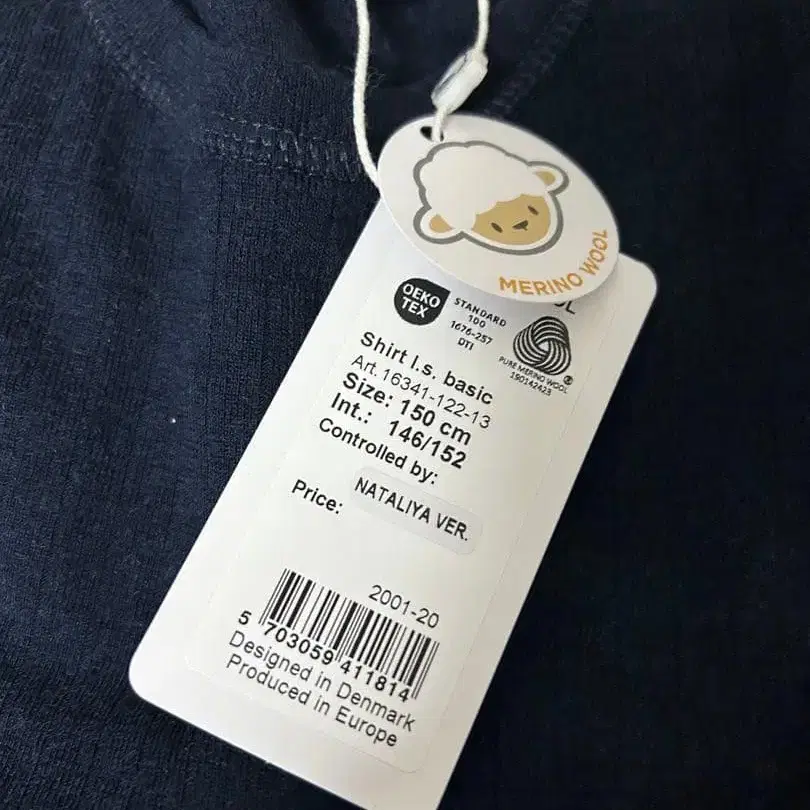 MERINO WOOL
OEKO
TEX
STANDARD
100
1676-257
DTI
PURE MERINO WOOL
190142423
Shirt l.s. basic
Art. 16341-122-13
Size: 150 cm
Int.: 146/152
Controlled by:
NATALIYA VER.
Price:
2001-20
5 703059 411814
Designed in Denmark
Produced in Europe